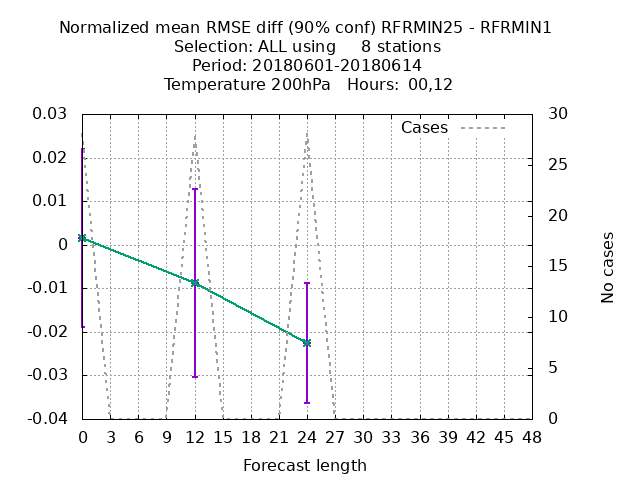 Normalized mean RMSE diff (90% conf) RFRMIN25 - RFRMIN1
Selection: ALL using     8 stations
Period: 20180601-20180614
Temperature 200hPa   Hours: 00,12
0.03
0.02
0.01
0
-0.01
-0.02
-0.03
-0.04
Cases
30
25
20
15
10
5
0
No cases
0 3 6 9 12 15 18 21 24 27 30 33 36 39 42 45 48
Forecast length